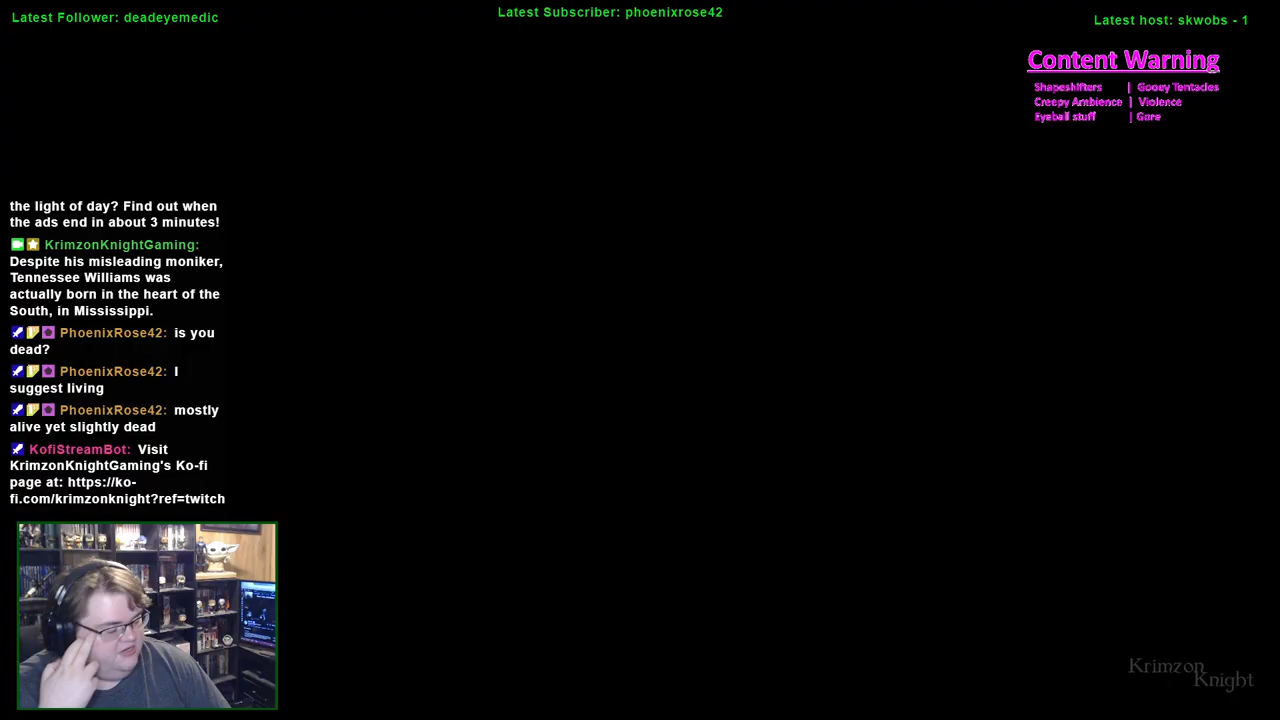 Latest Follower: deadeyemedic
Latest Subscriber: phoenixrose42
Latest host: skwobs - 1
Content Warning
Shapeshifters | Gooey Tentacles
Creepy Ambience | Violence
Eyeball stuff | Gore
the light of day? Find out when
the ads end in about 3 minutes!
KrimzonKnightGaming:
Despite his misleading moniker,
Tennessee Williams was
actually born in the heart of the
South, in Mississippi.
PhoenixRose42: is you
dead?
PhoenixRose42: I
suggest living
PhoenixRose42: mostly
alive yet slightly dead
KofiStreamBot: Visit
KrimzonKnightGaming's Ko-fi
page at: https://ko-
fi.com/krimzonknight?ref=twitch
Krimzon
Knight